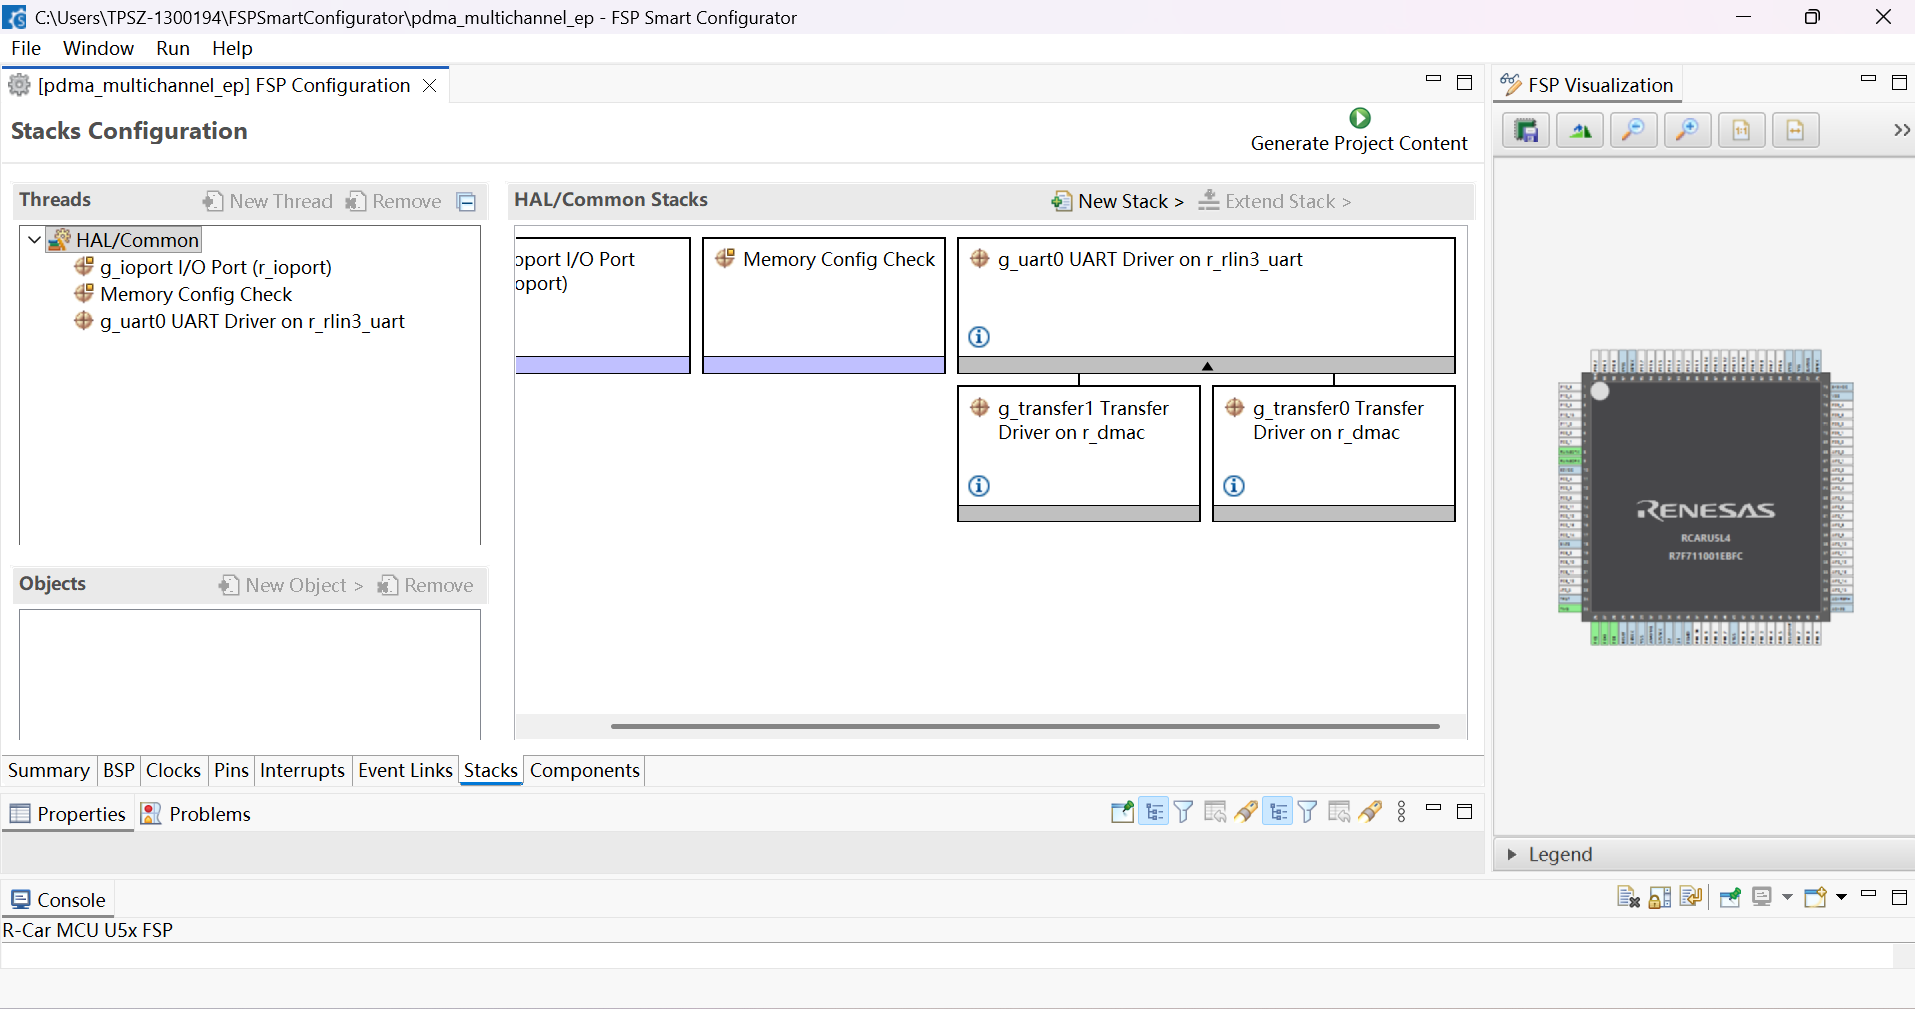 C:\Users\TPSZ-1300194\FSPSmartConfigurator\pdma_multichannel_ep - FSP Smart Configurator
File Window Run Help
[pdma_multichannel_ep] FSP Configuration
FSP Visualization
Stacks Configuration
Generate Project Content
Threads
New Thread
Remove
HAL/Common Stacks
New Stack >
Extend Stack >
HAL/Common
g_ioport I/O Port (r_ioport)
Memory Config Check
g_uart0 UART Driver on r_rlin3_uart
oport I/O Port
oport)
Memory Config Check
g_uart0 UART Driver on r_rlin3_uart
g_transfer1 Transfer
Driver on r_dmac
g_transfer0 Transfer
Driver on r_dmac
RENESAS
RCARU5L4
R7F711001EBFC
Objects
New Object >
Remove
Summary BSP Clocks Pins Interrupts Event Links Stacks Components
Properties
Problems
Legend
Console
R-Car MCU U5x FSP